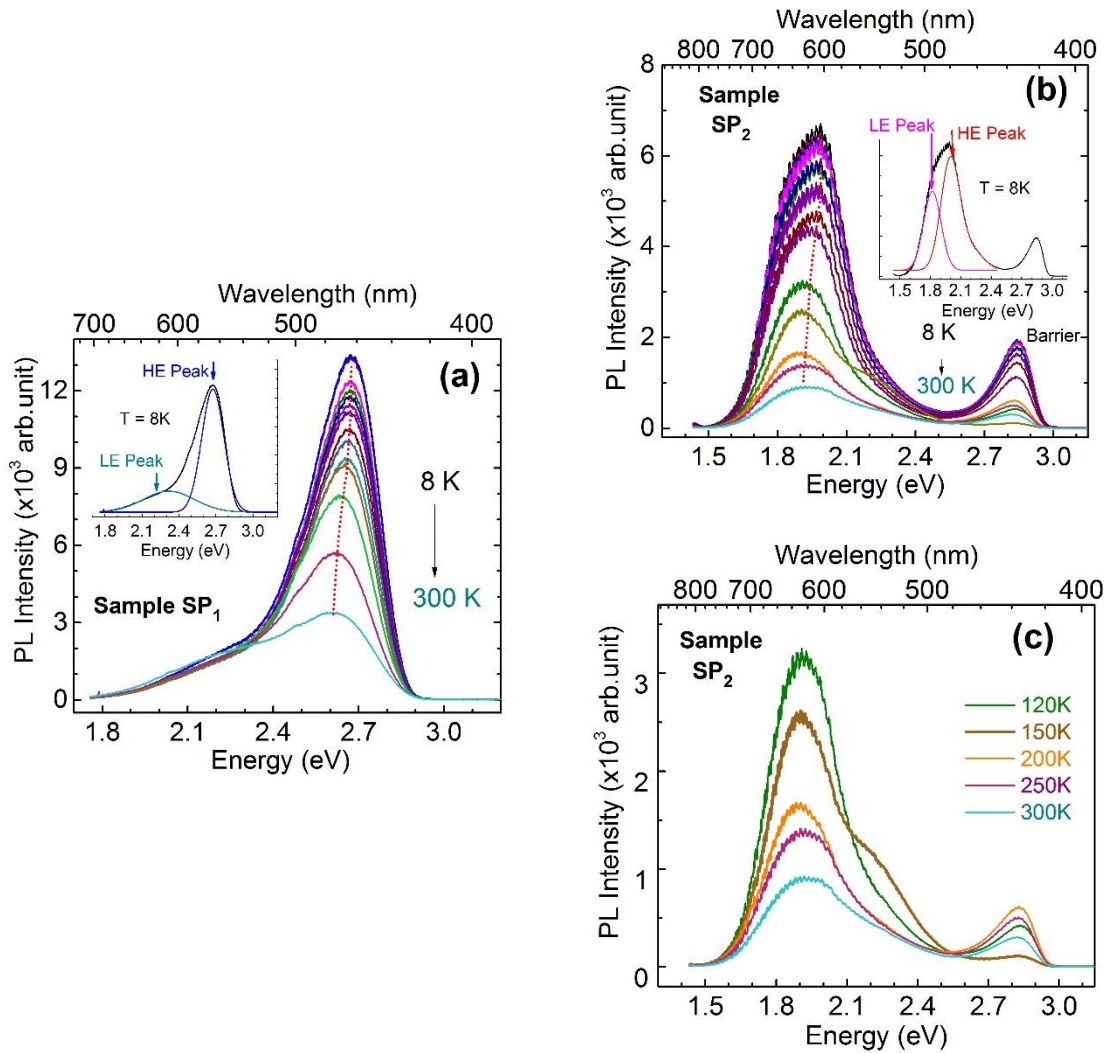 Wavelength (nm)
700 600 500 400
(a)
HE Peak
T = 8K
LE Peak
1.8 2.1 2.4 2.7 3.0
Energy (eV)
8 K
300 K
Sample SP1
PL Intensity (x10³ arb.unit)
12
9
6
3
0
1.8 2.1 2.4 2.7 3.0
Energy (eV)
Wavelength (nm)
800 700 600 500 400
(b)
Sample
SP2
LE Peak
HE Peak
T = 8K
1.5 1.8 2.1 2.4 2.7 3.0
Energy (eV)
8 K
300 K
Barrier
PL Intensity (x10³ arb.unit)
8
6
4
2
0
1.5 1.8 2.1 2.4 2.7 3.0
Energy (eV)
Wavelength (nm)
800 700 600 500 400
(c)
Sample
SP2
120K
150K
200K
250K
300K
PL Intensity (x10³ arb.unit)
3
2
1
0
1.5 1.8 2.1 2.4 2.7 3.0
Energy (eV)